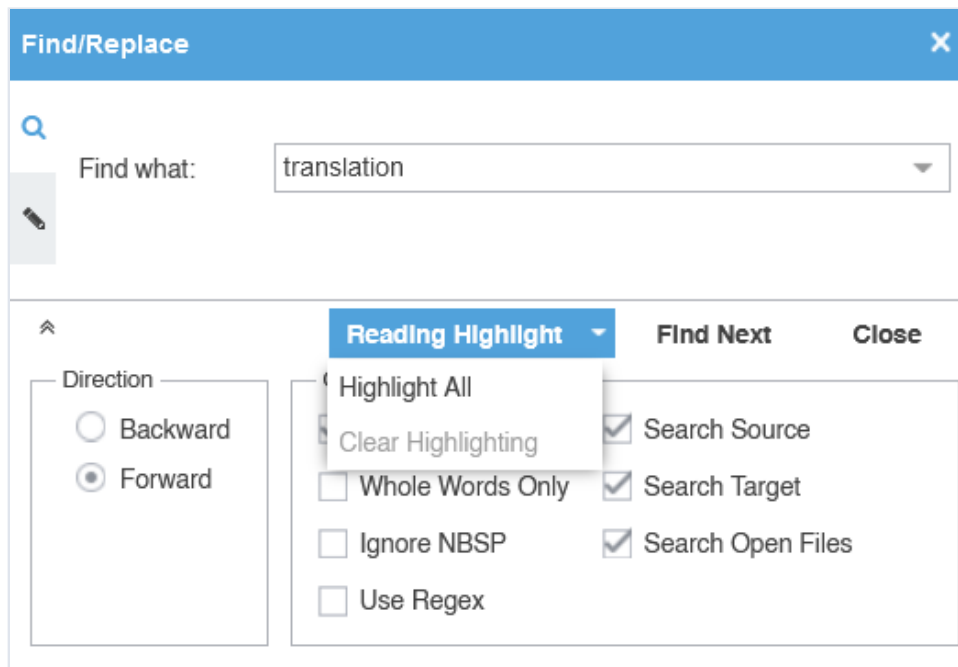 Find/Replace
Find what: translation
Reading Highlight Find Next Close
Highlight All
Clear Highlighting
Direction
Backward
Forward
Search Source
Whole Words Only Search Target
Ignore NBSP Search Open Files
Use Regex